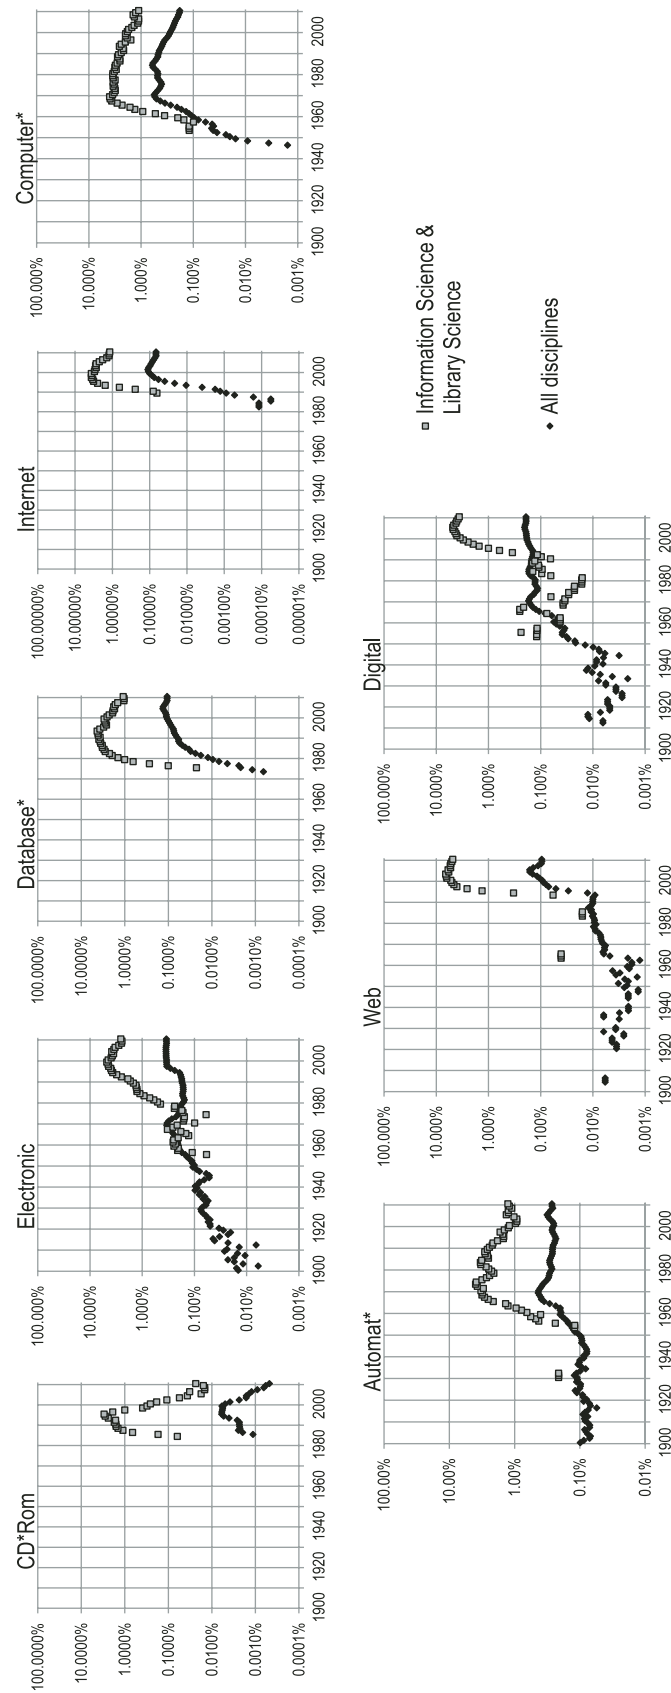 CD*Rom
100.0000%
10.0000%
1.0000%
0.1000%
0.0100%
0.0010%
0.0001%
1900 1920 1940 1960 1980 2000
Electronic
100.000%
10.000%
1.000%
0.100%
0.010%
0.001%
1900 1920 1940 1960 1980 2000
Database*
100.0000%
10.0000%
1.0000%
0.1000%
0.0100%
0.0010%
0.0001%
1900 1920 1940 1960 1980 2000
Internet
100.00000%
10.00000%
1.00000%
0.10000%
0.01000%
0.00100%
0.00010%
0.00001%
1900 1920 1940 1960 1980 2000
Computer*
100.000%
10.000%
1.000%
0.100%
0.010%
0.001%
1900 1920 1940 1960 1980 2000
Automat*
100.00%
10.00%
1.00%
0.10%
0.01%
1900 1920 1940 1960 1980 2000
Web
100.000%
10.000%
1.000%
0.100%
0.010%
0.001%
1900 1920 1940 1960 1980 2000
Digital
100.000%
10.000%
1.000%
0.100%
0.010%
0.001%
1900 1920 1940 1960 1980 2000
Information Science &
Library Science
All disciplines